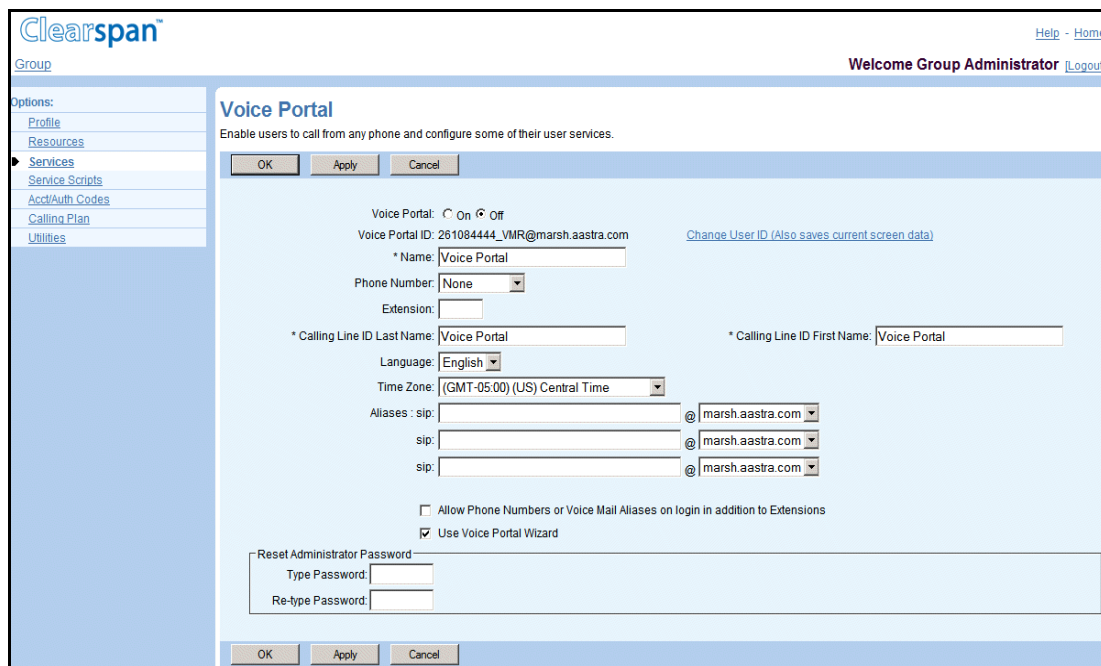 Clearspan™
Help - Home
Group
Welcome Group Administrator [Logout
Options:
Profile
Resources
Services
Service Scripts
Acct/Auth Codes
Calling Plan
Utilities
Voice Portal
Enable users to call from any phone and configure some of their user services.
OK Apply Cancel
Voice Portal: On Off
Voice Portal ID: 261084444_VMR@marsh.aastra.com Change User ID (Also saves current screen data)
* Name: Voice Portal
Phone Number: None
Extension:
* Calling Line ID Last Name: Voice Portal * Calling Line ID First Name: Voice Portal
Language: English
Time Zone: (GMT-05:00) (US) Central Time
Aliases : sip: @ marsh.aastra.com
sip: @ marsh.aastra.com
sip: @ marsh.aastra.com
Allow Phone Numbers or Voice Mail Aliases on login in addition to Extensions
Use Voice Portal Wizard
Reset Administrator Password
Type Password:
Re-type Password:
OK Apply Cancel